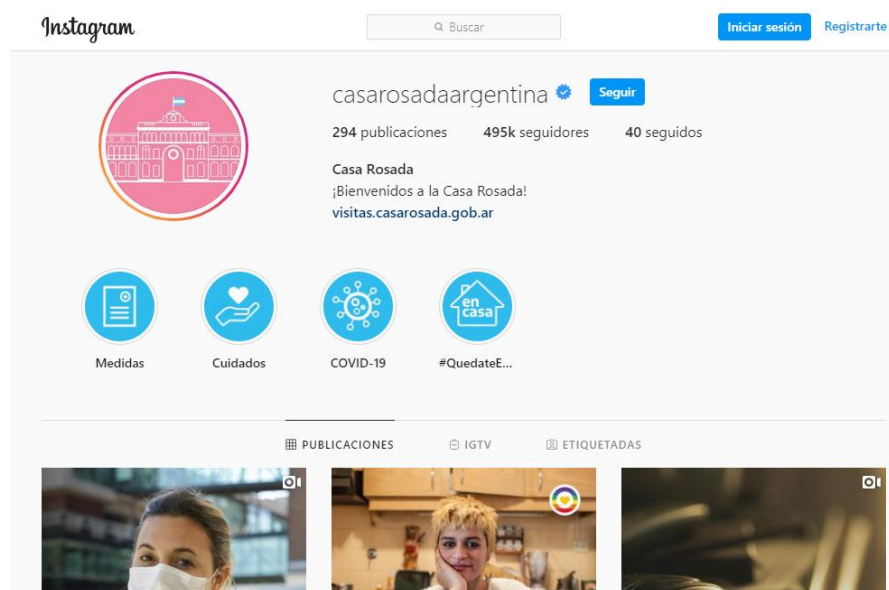 Instagram
Buscar
Iniciar sesión Registrarte
casarosadaargentina Seguir
294 publicaciones 495k seguidores 40 seguidos
Casa Rosada
¡Bienvenidos a la Casa Rosada!
visitas.casarosada.gob.ar
en
casa
Medidas Cuidados COVID-19 #QuedateE...
PUBLICACIONES IGTV ETIQUETADAS